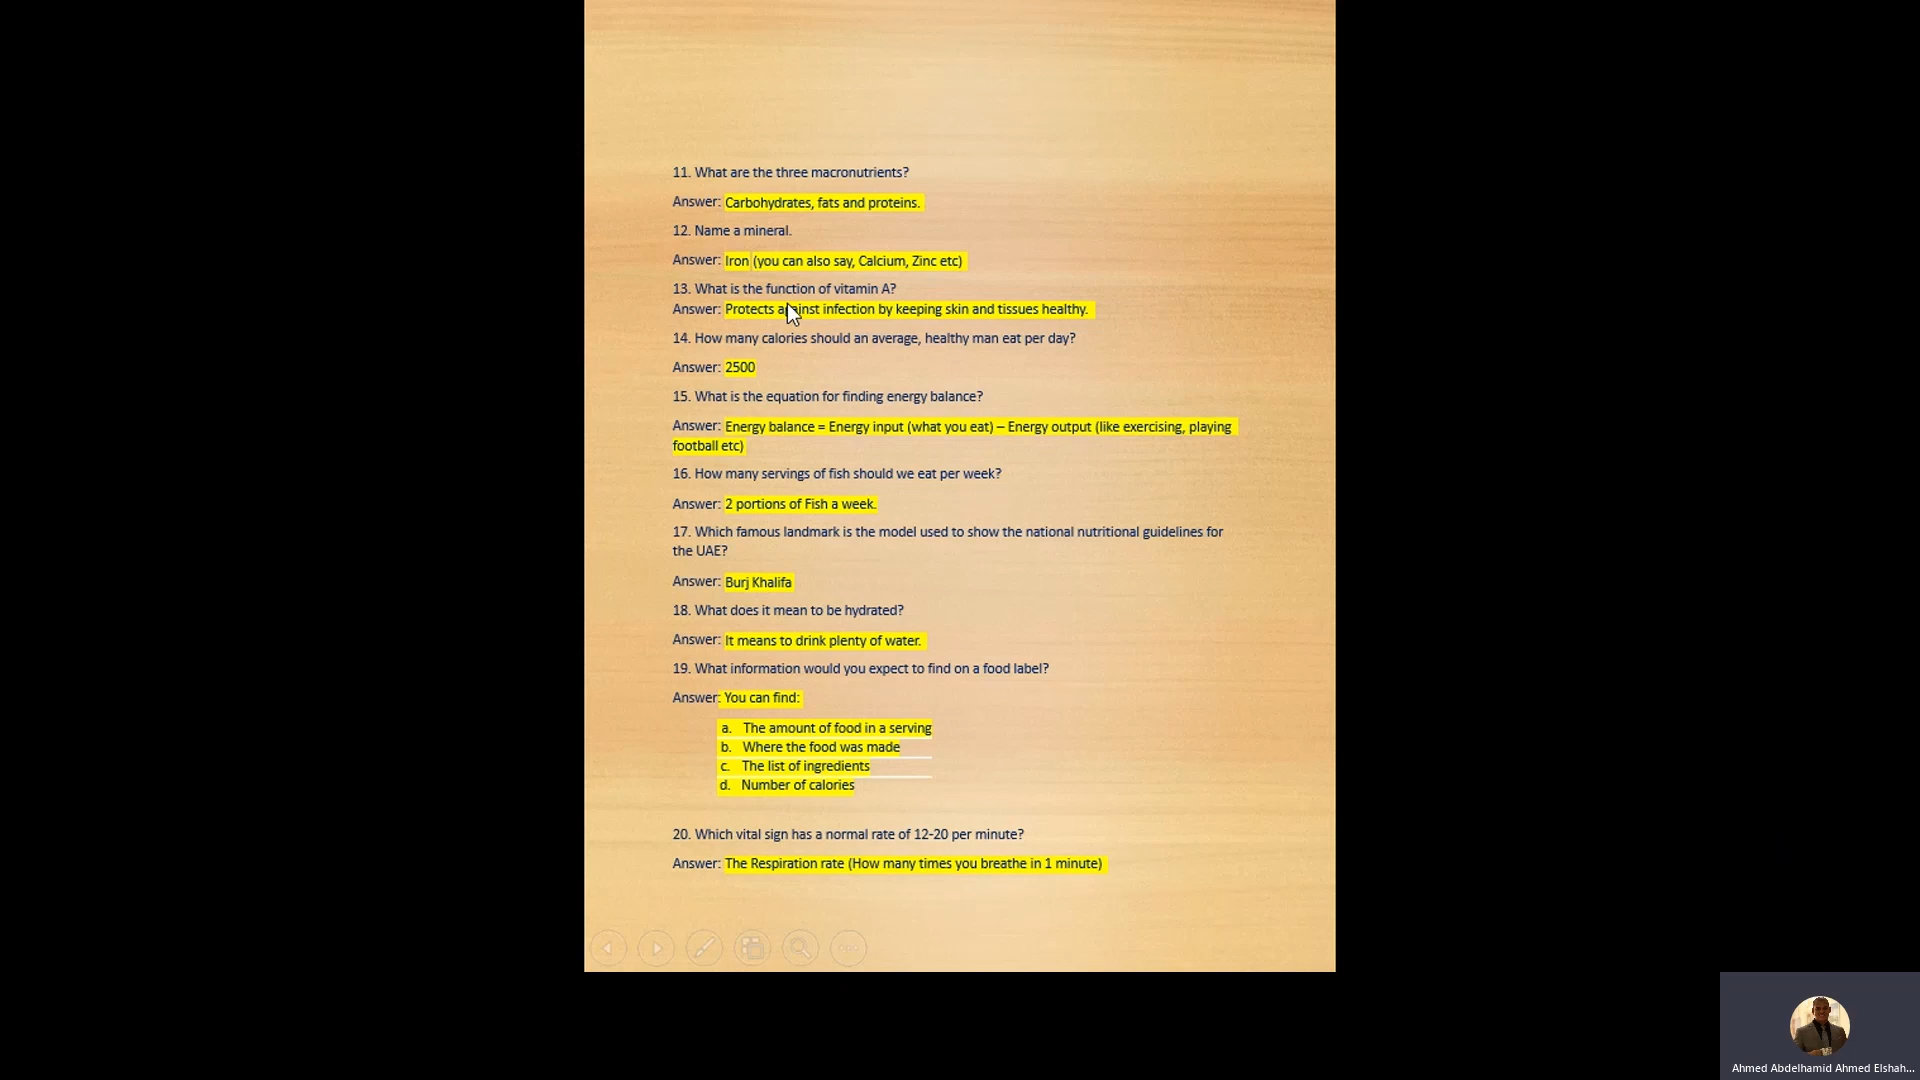 11. What are the three macronutrients?
Answer: Carbohydrates, fats and proteins.
12. Name a mineral.
Answer: Iron (you can also say, Calcium, Zinc etc)
13. What is the function of vitamin A?
Answer: Protects against infection by keeping skin and tissues healthy.
14. How many calories should an average, healthy man eat per day?
Answer: 2500
15. What is the equation for finding energy balance?
Answer: Energy balance = Energy input (what you eat) – Energy output (like exercising, playing
football etc)
16. How many servings of fish should we eat per week?
Answer: 2 portions of Fish a week.
17. Which famous landmark is the model used to show the national nutritional guidelines for
the UAE?
Answer: Burj Khalifa
18. What does it mean to be hydrated?
Answer: It means to drink plenty of water.
19. What information would you expect to find on a food label?
Answer: You can find:
a. The amount of food in a serving
b. Where the food was made
c. The list of ingredients
d. Number of calories
20. Which vital sign has a normal rate of 12-20 per minute?
Answer: The Respiration rate (How many times you breathe in 1 minute)
Ahmed Abdelhamid Ahmed Elshah...